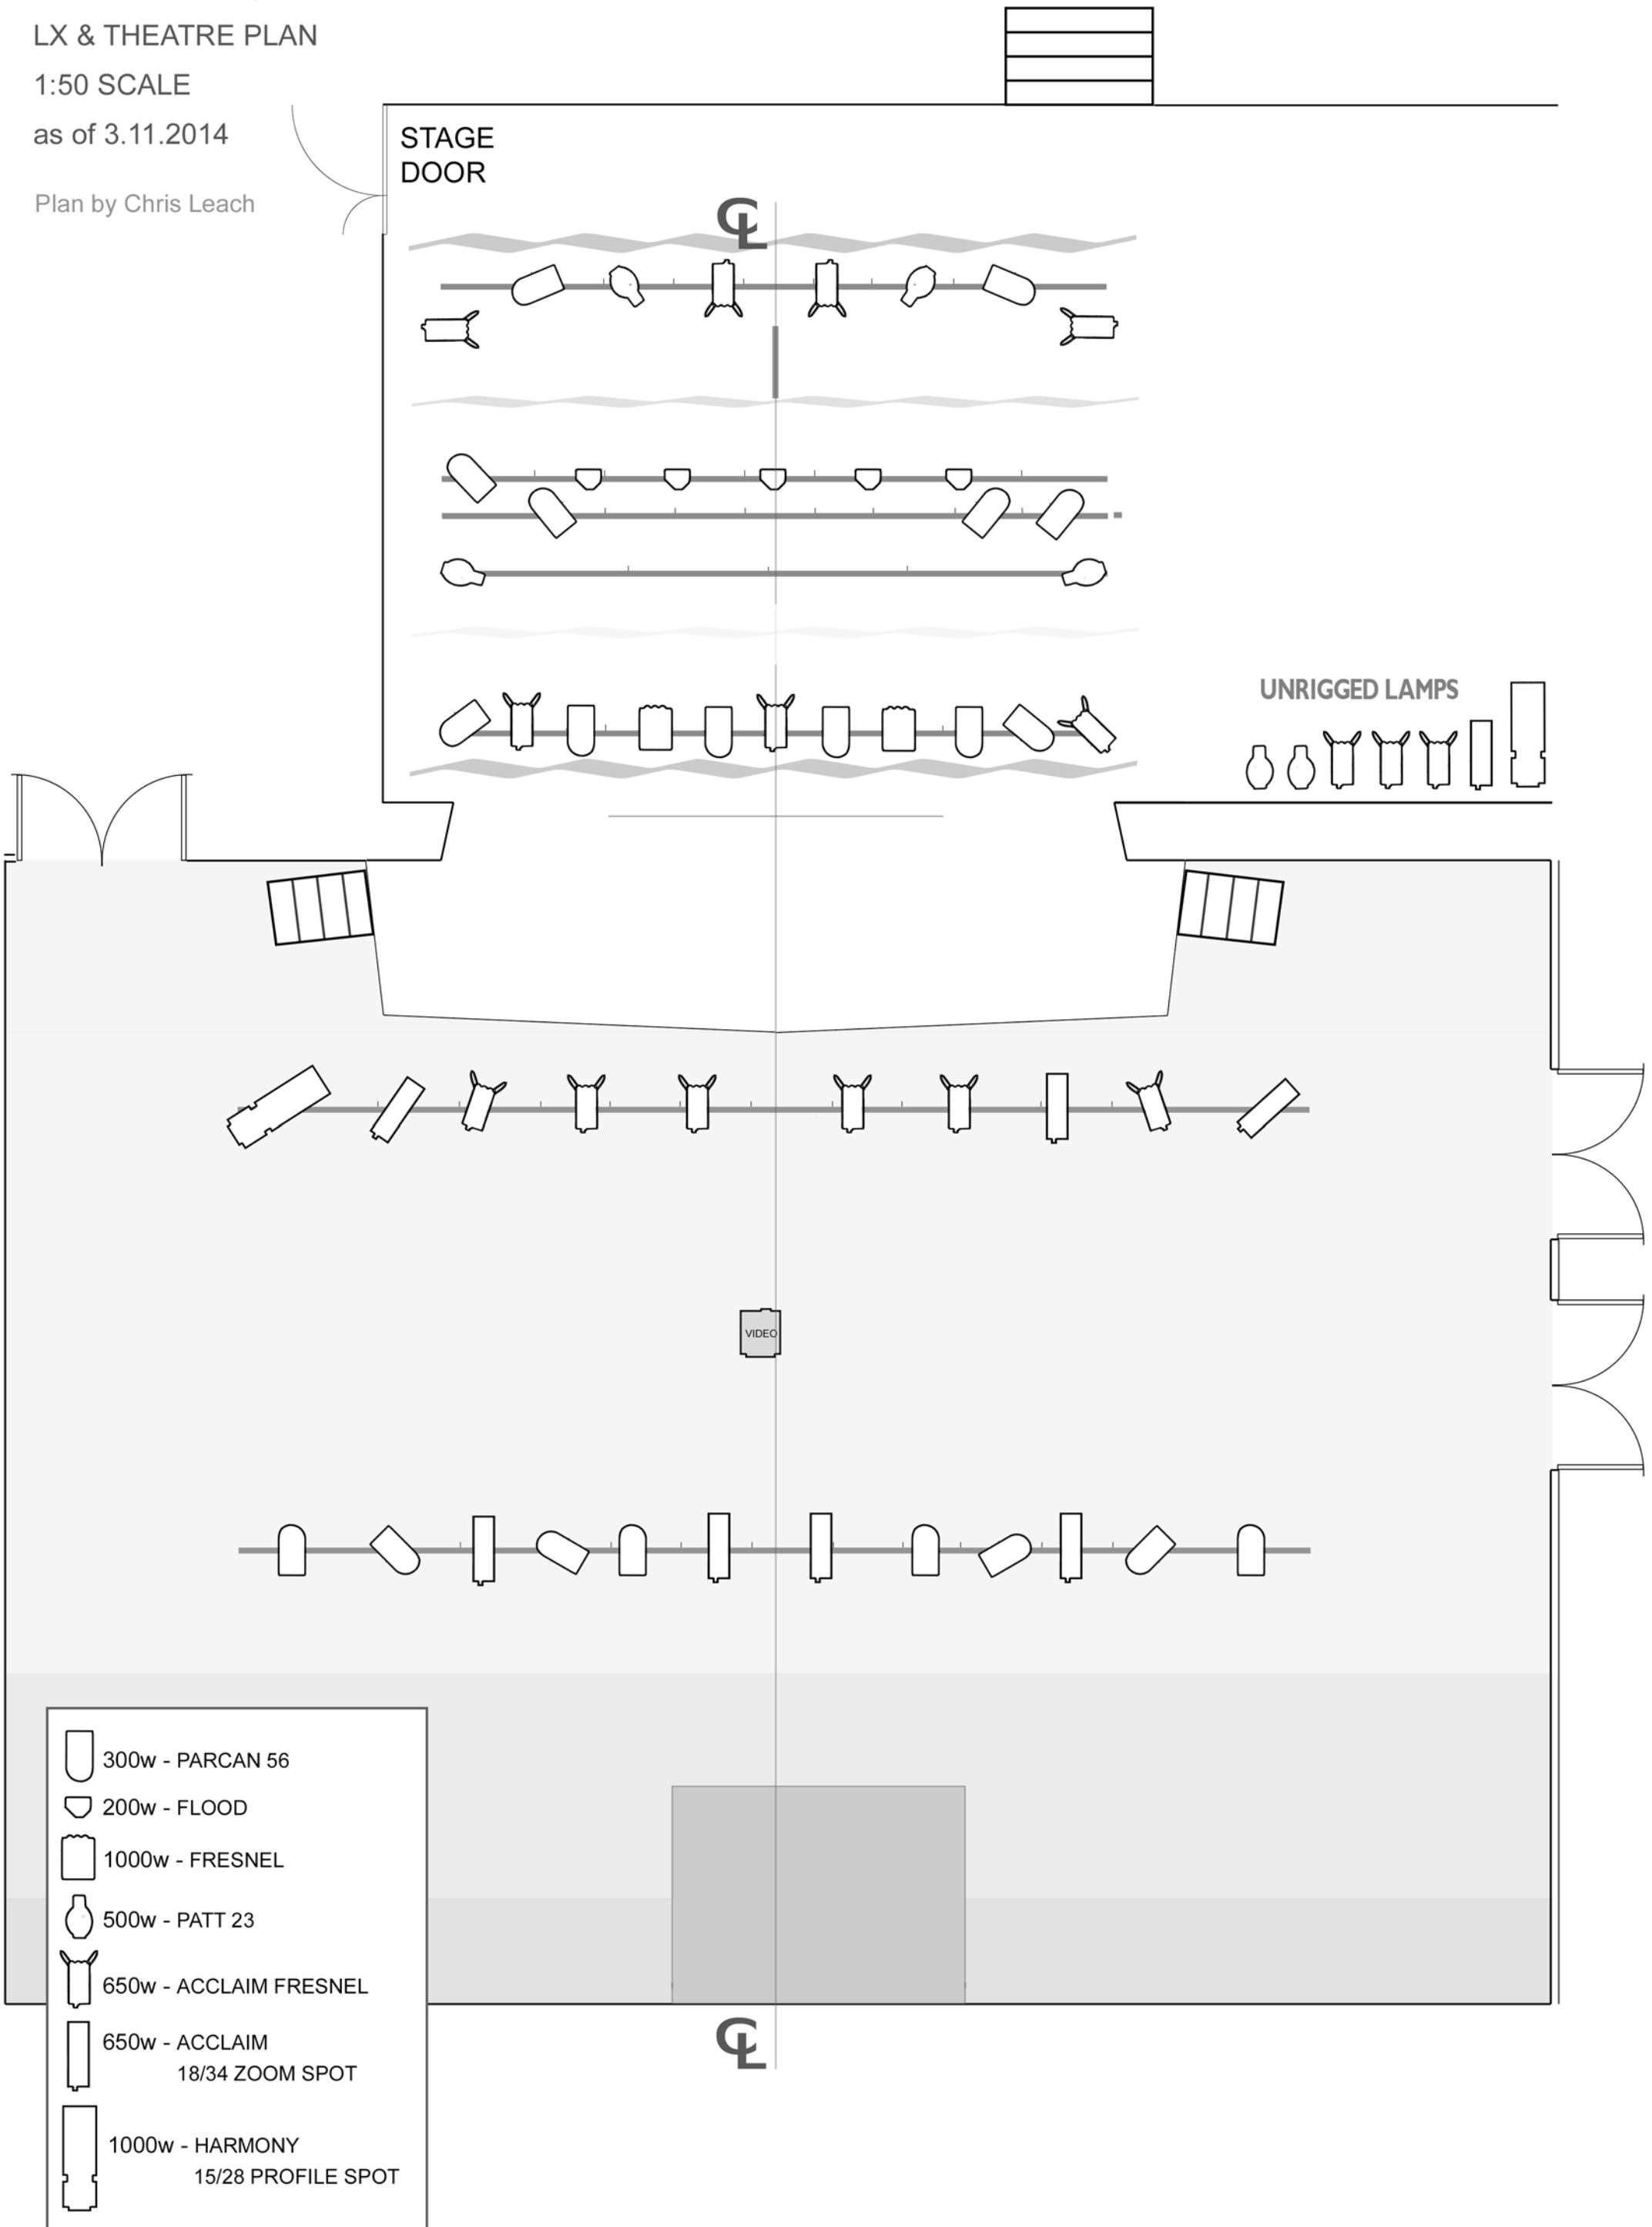 LX & THEATRE PLAN
1:50 SCALE
as of 3.11.2014
Plan by Chris Leach
STAGE
DOOR
CL
UNRIGGED LAMPS
VIDEO
300w - PARCAN 56
200w - FLOOD
1000w - FRESNEL
500w - PATT 23
650w - ACCLAIM FRESNEL
650w - ACCLAIM
18/34 ZOOM SPOT
1000w - HARMONY
15/28 PROFILE SPOT
CL